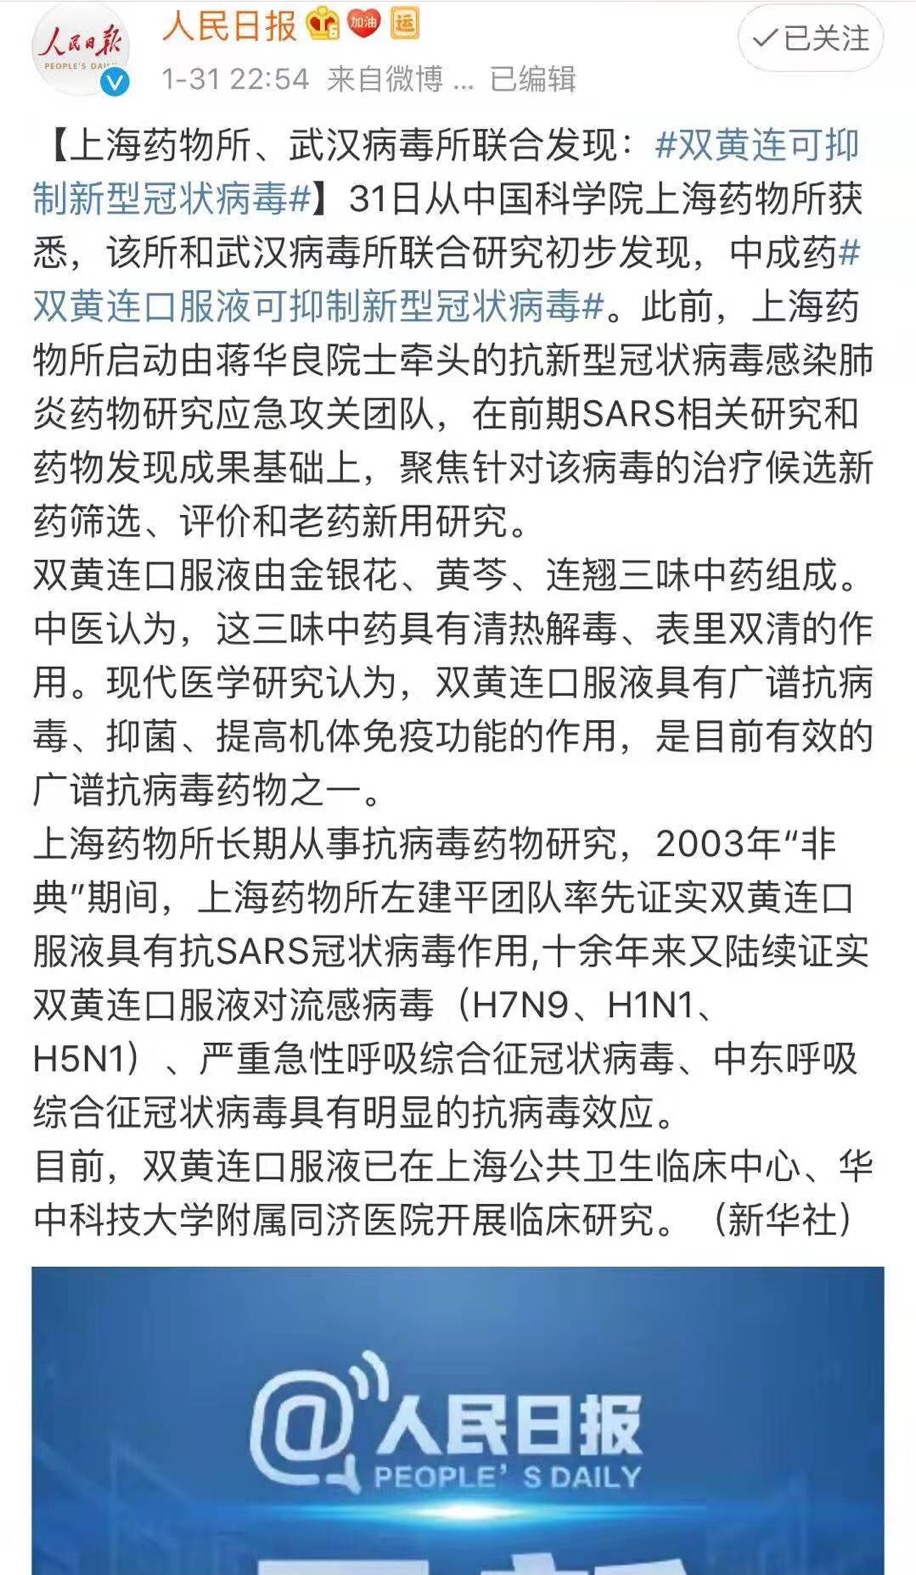 人民日报
PEOPLE'S DAILY
人民日报
加油
运
已关注
1-31 22:54 来自微博 ... 已编辑
【上海药物所、武汉病毒所联合发现：#双黄连可抑
制新型冠状病毒#】31日从中国科学院上海药物所获
悉，该所和武汉病毒所联合研究初步发现，中成药#
双黄连口服液可抑制新型冠状病毒#。此前，上海药
物所启动由蒋华良院士牵头的抗新型冠状病毒感染肺
炎药物研究应急攻关团队，在前期SARS相关研究和
药物发现成果基础上，聚焦针对该病毒的治疗候选新
药筛选、评价和老药新用研究。
双黄连口服液由金银花、黄芩、连翘三味中药组成。
中医认为，这三味中药具有清热解毒、表里双清的作
用。现代医学研究认为，双黄连口服液具有广谱抗病
毒、抑菌、提高机体免疫功能的作用，是目前有效的
广谱抗病毒药物之一。
上海药物所长期从事抗病毒药物研究，2003年“非
典”期间，上海药物所左建平团队率先证实双黄连口
服液具有抗SARS冠状病毒作用,十余年来又陆续证实
双黄连口服液对流感病毒（H7N9、H1N1、
H5N1）、严重急性呼吸综合征冠状病毒、中东呼吸
综合征冠状病毒具有明显的抗病毒效应。
目前，双黄连口服液已在上海公共卫生临床中心、华
中科技大学附属同济医院开展临床研究。（新华社）
@人民日报
PEOPLE'S DAILY